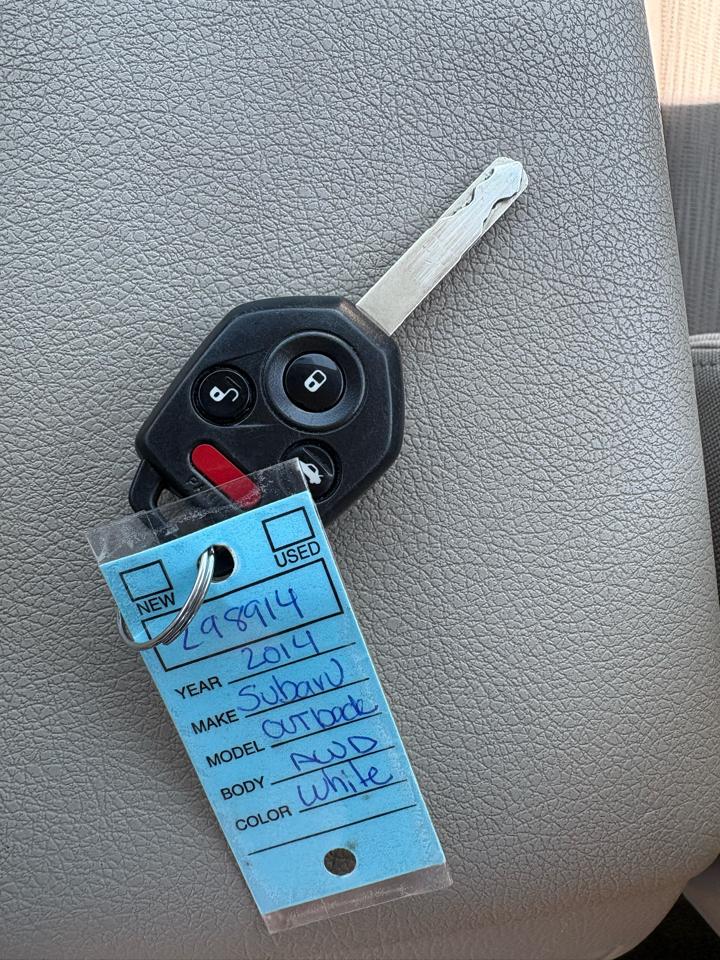 NEW USED
298914
YEAR 2014
MAKE Subaru
MODEL OUTback
BODY AWD
COLOR White